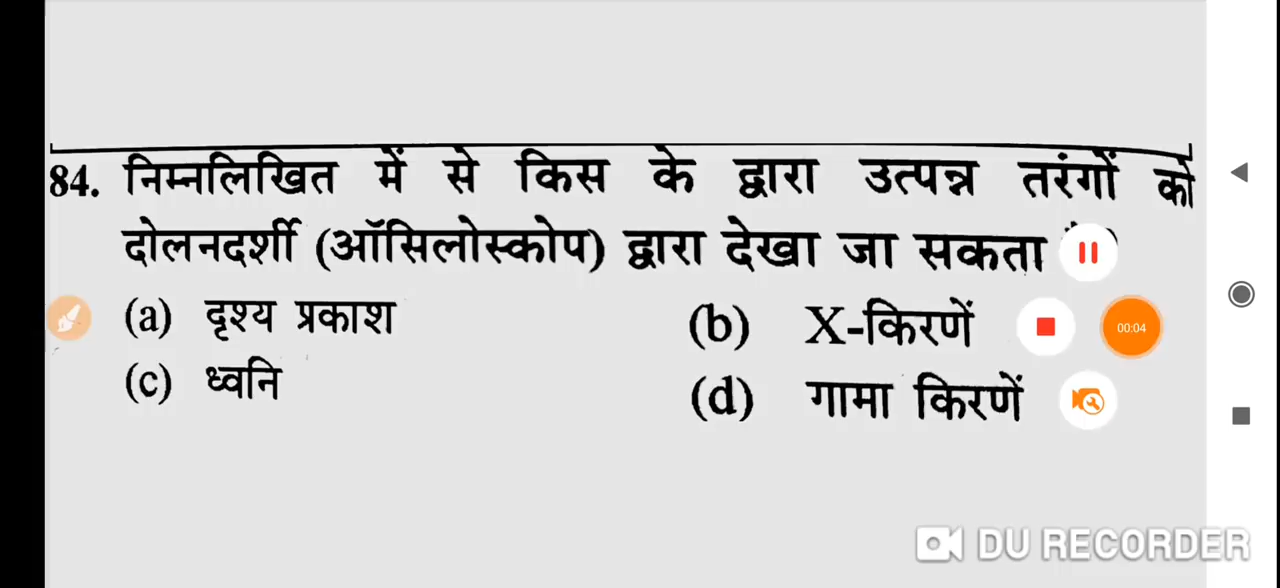 84. निम्नलिखित में से किस के द्वारा उत्पन्न तरंगों को
दोलनदर्शी (ऑसिलोस्कोप) द्वारा देखा जा सकता
(a) दृश्य प्रकाश (b) X-किरणें
00:04
(c) ध्वनि (d) गामा किरणें
DU RECORDER